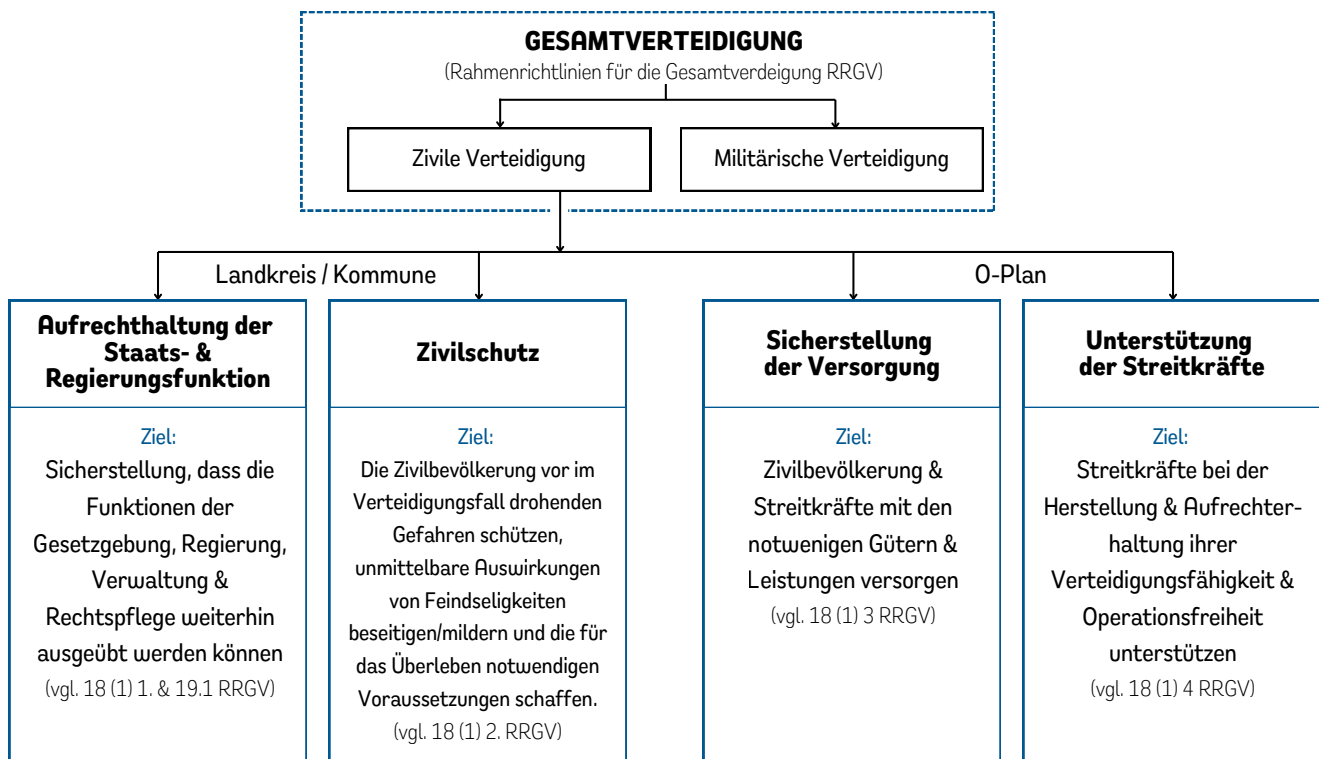 GESAMTVERTEIDIGUNG
(Rahmenrichtlinien für die Gesamtverdeigung RRGV)
Zivile Verteidigung
Militärische Verteidigung
Landkreis / Kommune
O-Plan
Aufrechthaltung der
Staats- &
Regierungsfunktion
Ziel:
Sicherstellung, dass die
Funktionen der
Gesetzgebung, Regierung,
Verwaltung &
Rechtspflege weiterhin
ausgeübt werden können
(vgl. 18 (1) 1. & 19.1 RRGV)
Zivilschutz
Ziel:
Die Zivilbevölkerung vor im
Verteidigungsfall drohenden
Gefahren schützen,
unmittelbare Auswirkungen
von Feindseligkeiten
beseitigen/mildern und die für
das Überleben notwendigen
Voraussetzungen schaffen.
(vgl. 18 (1) 2. RRGV)
Sicherstellung
der Versorgung
Ziel:
Zivilbevölkerung &
Streitkräfte mit den
notwenigen Gütern &
Leistungen versorgen
(vgl. 18 (1) 3 RRGV)
Unterstützung
der Streitkräfte
Ziel:
Streitkräfte bei der
Herstellung & Aufrechter-
haltung ihrer
Verteidigungsfähigkeit &
Operationsfreiheit
unterstützen
(vgl. 18 (1) 4 RRGV)